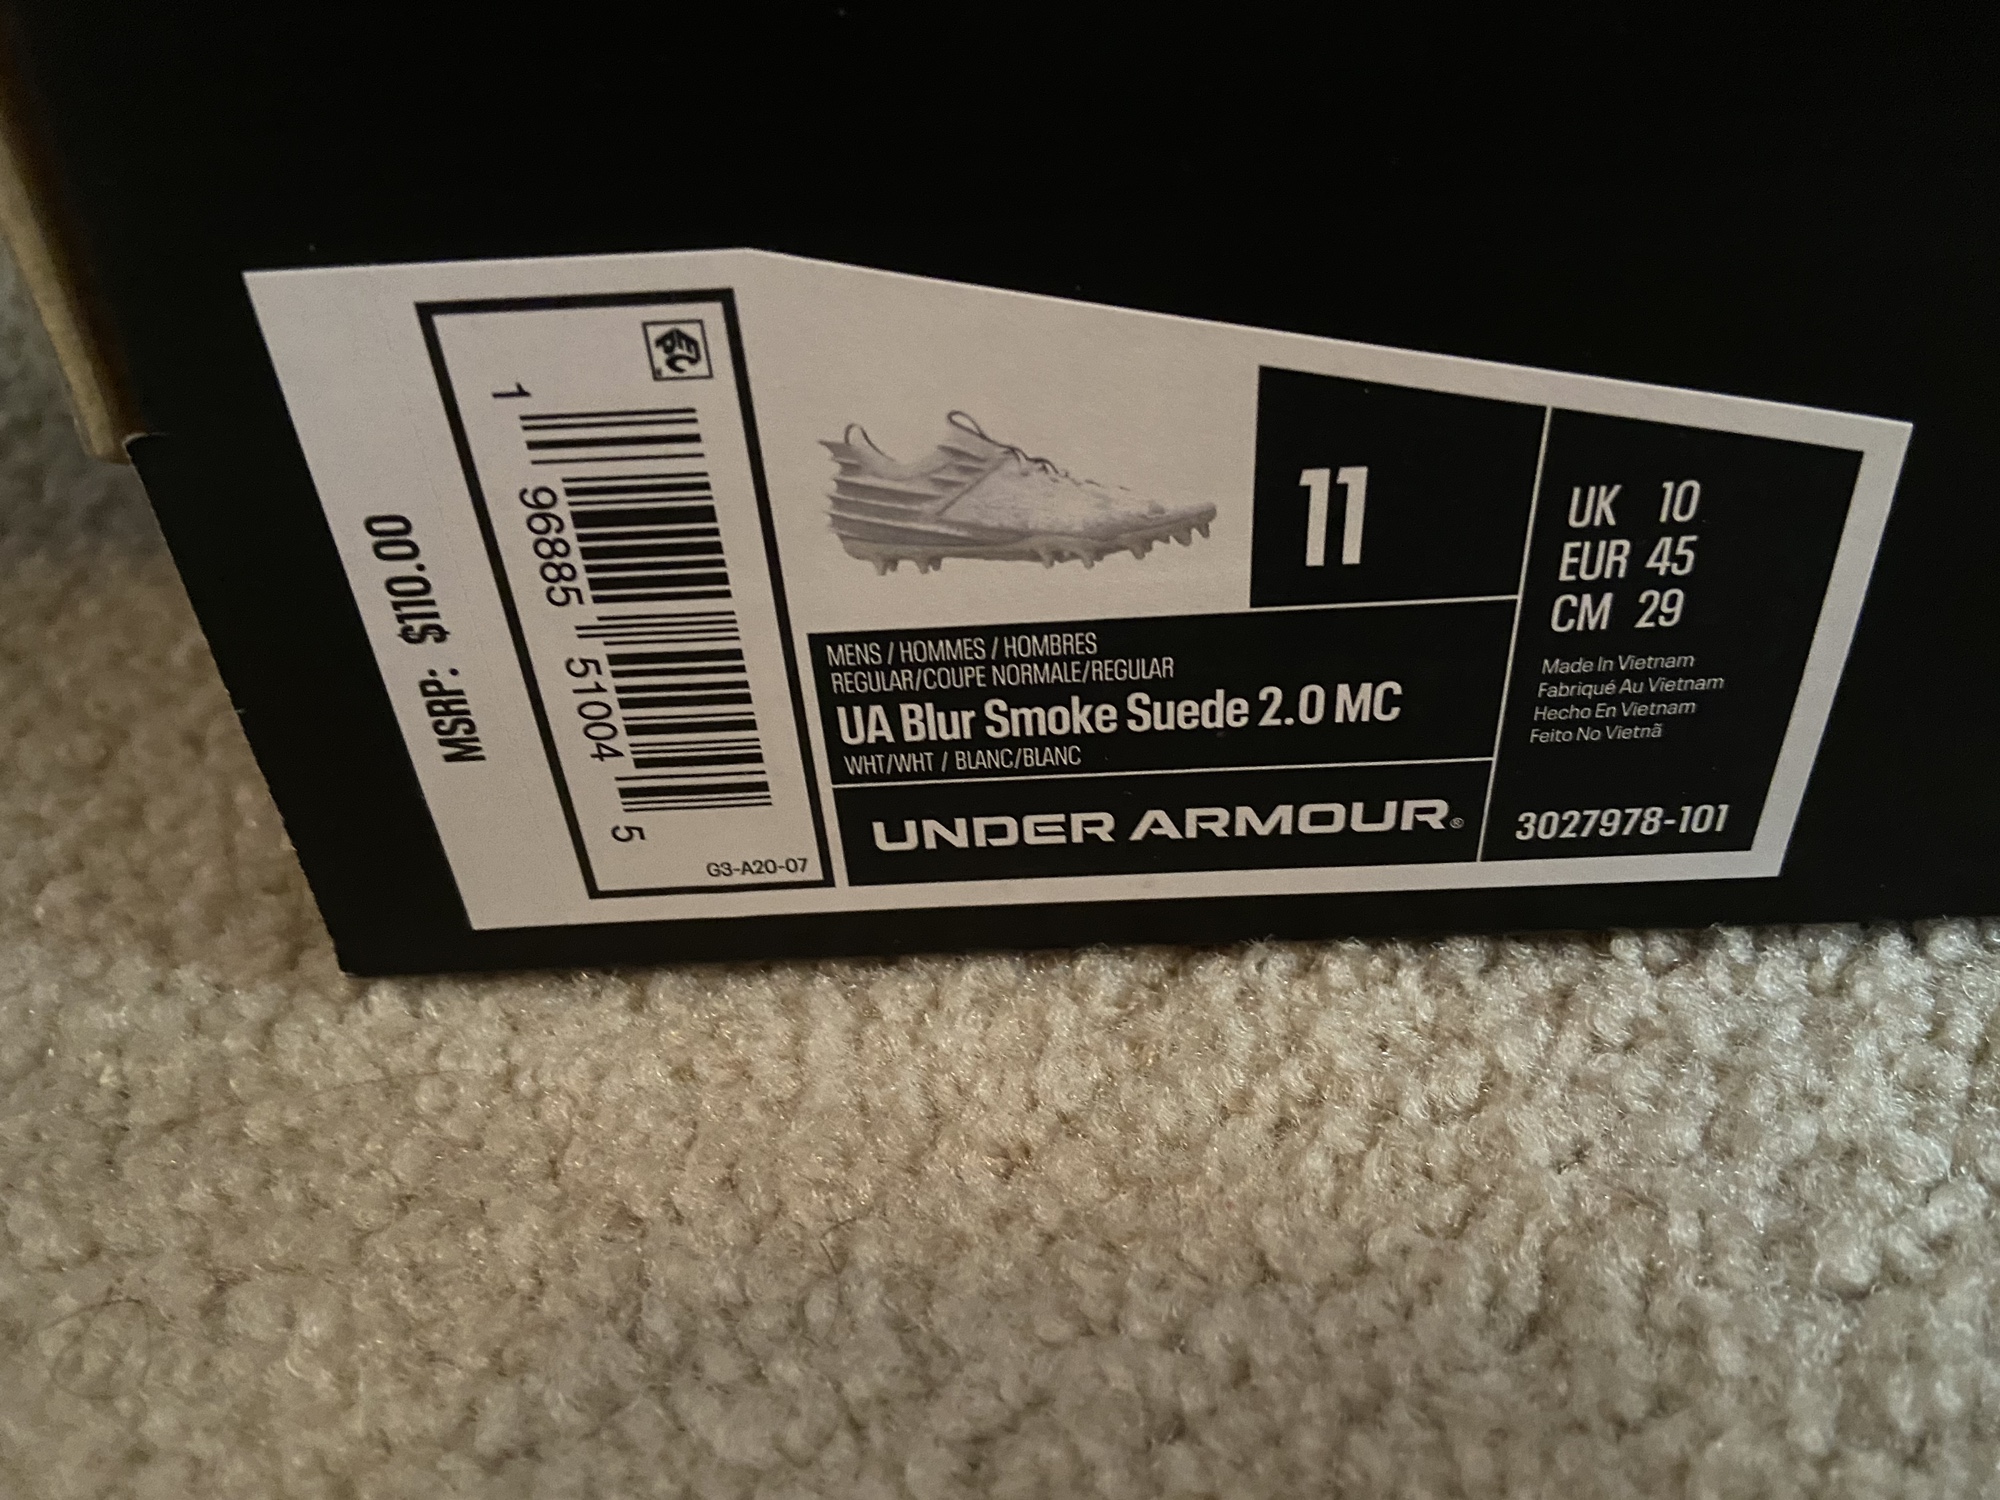 MSRP: $110.00
1 96885 51004 5
G3-A20-07
11
UK 10
EUR 45
CM 29
Made In Vietnam
Fabriqué Au Vietnam
Hecho En Vietnam
Feito No Vietnã
3027978-101
MENS / HOMMES / HOMBRES
REGULAR/COUPE NORMALE/REGULAR
UA Blur Smoke Suede 2.0 MC
WHT/WHT / BLANC/BLANC
UNDER ARMOUR®